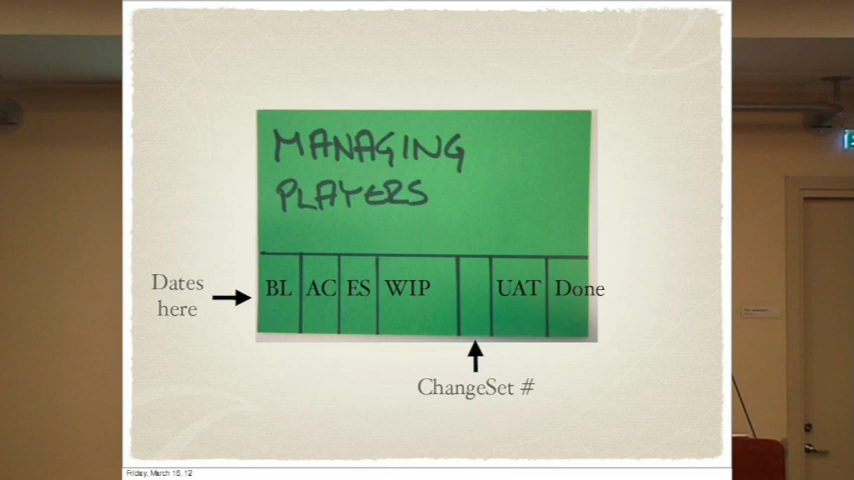 MANAGING
PLAYERS
Dates
here
BL AC ES WIP UAT Done
ChangeSet #
Friday, March 16, 12